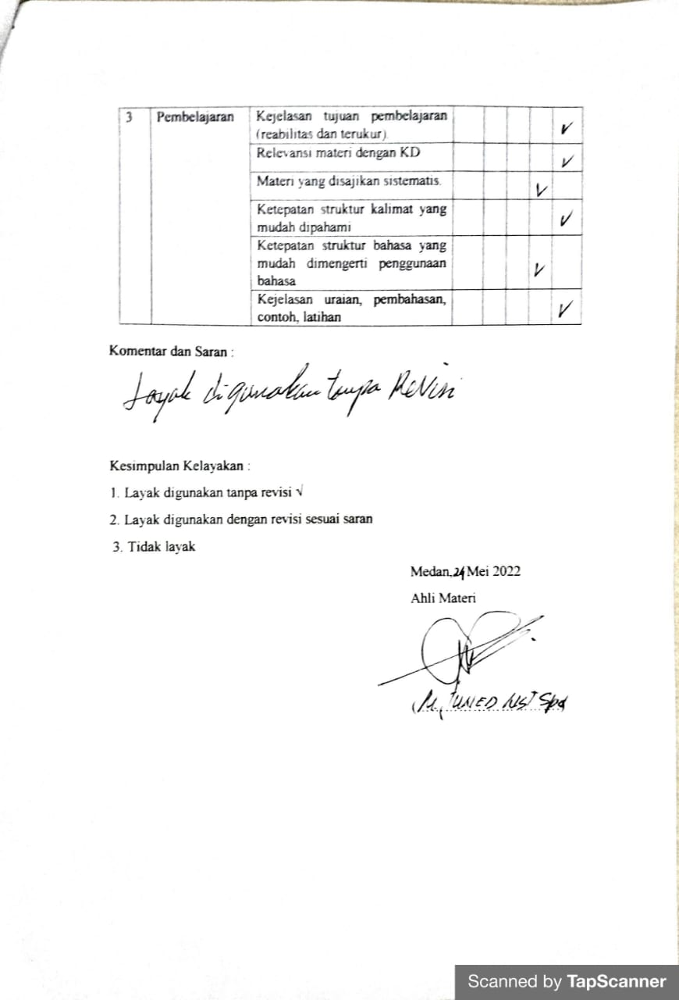 3 Pembelajaran Kejelasan tujuan pembelajaran
(reabilitas dan terukur). ✓
Relevansi materi dengan KD ✓
Materi yang disajikan sistematis. ✓
Ketepatan struktur kalimat yang
mudah dipahami ✓
Ketepatan struktur bahasa yang
mudah dimengerti penggunaan
bahasa ✓
Kejelasan uraian, pembahasan,
contoh, latihan ✓
Komentar dan Saran :
Layak digunakan tanpa Revisi
Kesimpulan Kelayakan :
1. Layak digunakan tanpa revisi √
2. Layak digunakan dengan revisi sesuai saran
3. Tidak layak
Medan, 24 Mei 2022
Ahli Materi
(M. Spd
Scanned by TapScanner